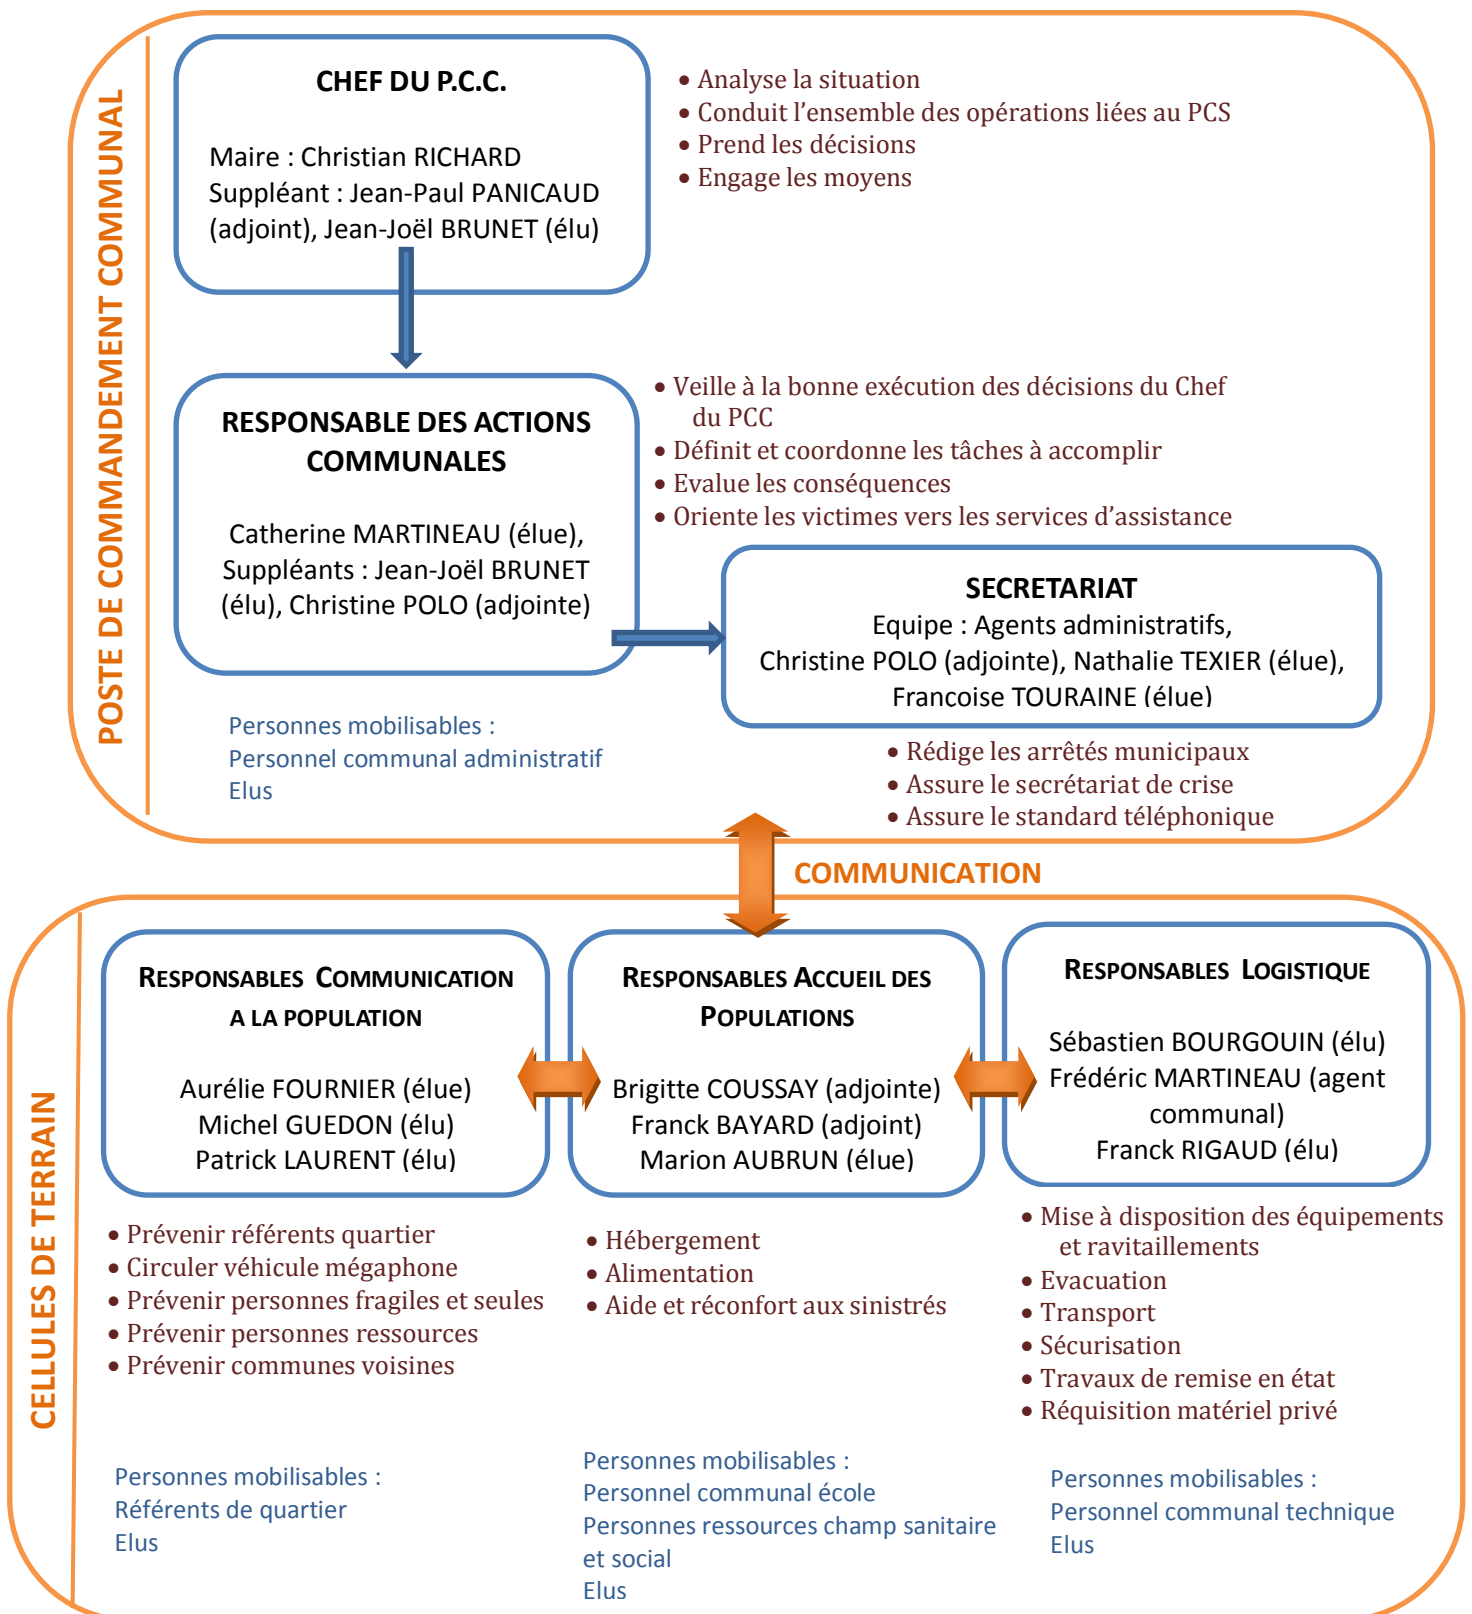 POSTE DE COMMANDEMENT COMMUNAL
CHEF DU P.C.C.
Maire : Christian RICHARD
Suppléant : Jean-Paul PANICAUD
(adjoint), Jean-Joël BRUNET (élu)
• Analyse la situation
• Conduit l’ensemble des opérations liées au PCS
• Prend les décisions
• Engage les moyens
RESPONSABLE DES ACTIONS
COMMUNALES
Catherine MARTINEAU (élue),
Suppléants : Jean-Joël BRUNET
(élu), Christine POLO (adjointe)
• Veille à la bonne exécution des décisions du Chef
du PCC
• Définit et coordonne les tâches à accomplir
• Evalue les conséquences
• Oriente les victimes vers les services d’assistance
SECRETARIAT
Equipe : Agents administratifs,
Christine POLO (adjointe), Nathalie TEXIER (élue),
Francoise TOURAINE (élue)
Personnes mobilisables :
Personnel communal administratif
Elus
• Rédige les arrêtés municipaux
• Assure le secrétariat de crise
• Assure le standard téléphonique
COMMUNICATION
CELLULES DE TERRAIN
RESPONSABLES COMMUNICATION
A LA POPULATION
Aurélie FOURNIER (élue)
Michel GUEDON (élu)
Patrick LAURENT (élu)
• Prévenir référents quartier
• Circuler véhicule mégaphone
• Prévenir personnes fragiles et seules
• Prévenir personnes ressources
• Prévenir communes voisines
Personnes mobilisables :
Référents de quartier
Elus
RESPONSABLES ACCUEIL DES
POPULATIONS
Brigitte COUSSAY (adjointe)
Franck BAYARD (adjoint)
Marion AUBRUN (élue)
• Hébergement
• Alimentation
• Aide et réconfort aux sinistrés
Personnes mobilisables :
Personnel communal école
Personnes ressources champ sanitaire
et social
Elus
RESPONSABLES LOGISTIQUE
Sébastien BOURGOUIN (élu)
Frédéric MARTINEAU (agent
communal)
Franck RIGAUD (élu)
• Mise à disposition des équipements
et ravitaillements
• Evacuation
• Transport
• Sécurisation
• Travaux de remise en état
• Réquisition matériel privé
Personnes mobilisables :
Personnel communal technique
Elus